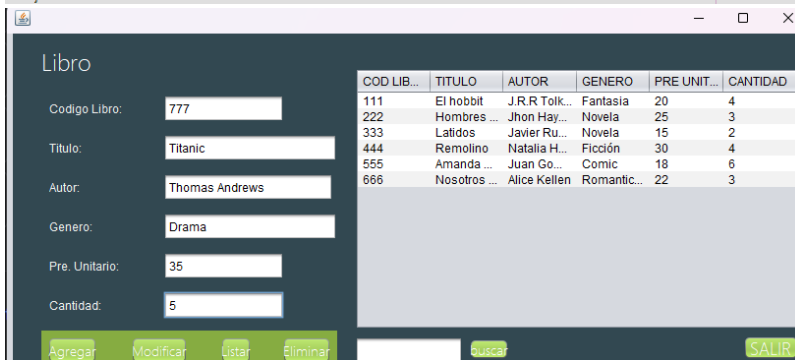 Libro
Codigo Libro: 777
Titulo: Titanic
Autor: Thomas Andrews
Genero: Drama
Pre. Unitario: 35
Cantidad: 5
Agregar Modificar Listar Eliminar
COD LIB... TITULO AUTOR GENERO PRE UNIT... CANTIDAD
111 El hobbit J.R.R Tolk... Fantasia 20 4
222 Hombres ... Jhon Hay... Novela 25 3
333 Latidos Javier Ru... Novela 15 2
444 Remolino Natalia H... Ficción 30 4
555 Amanda ... Juan Go... Comic 18 6
666 Nosotros ... Alice Kellen Romantic... 22 3
buscar SALIR